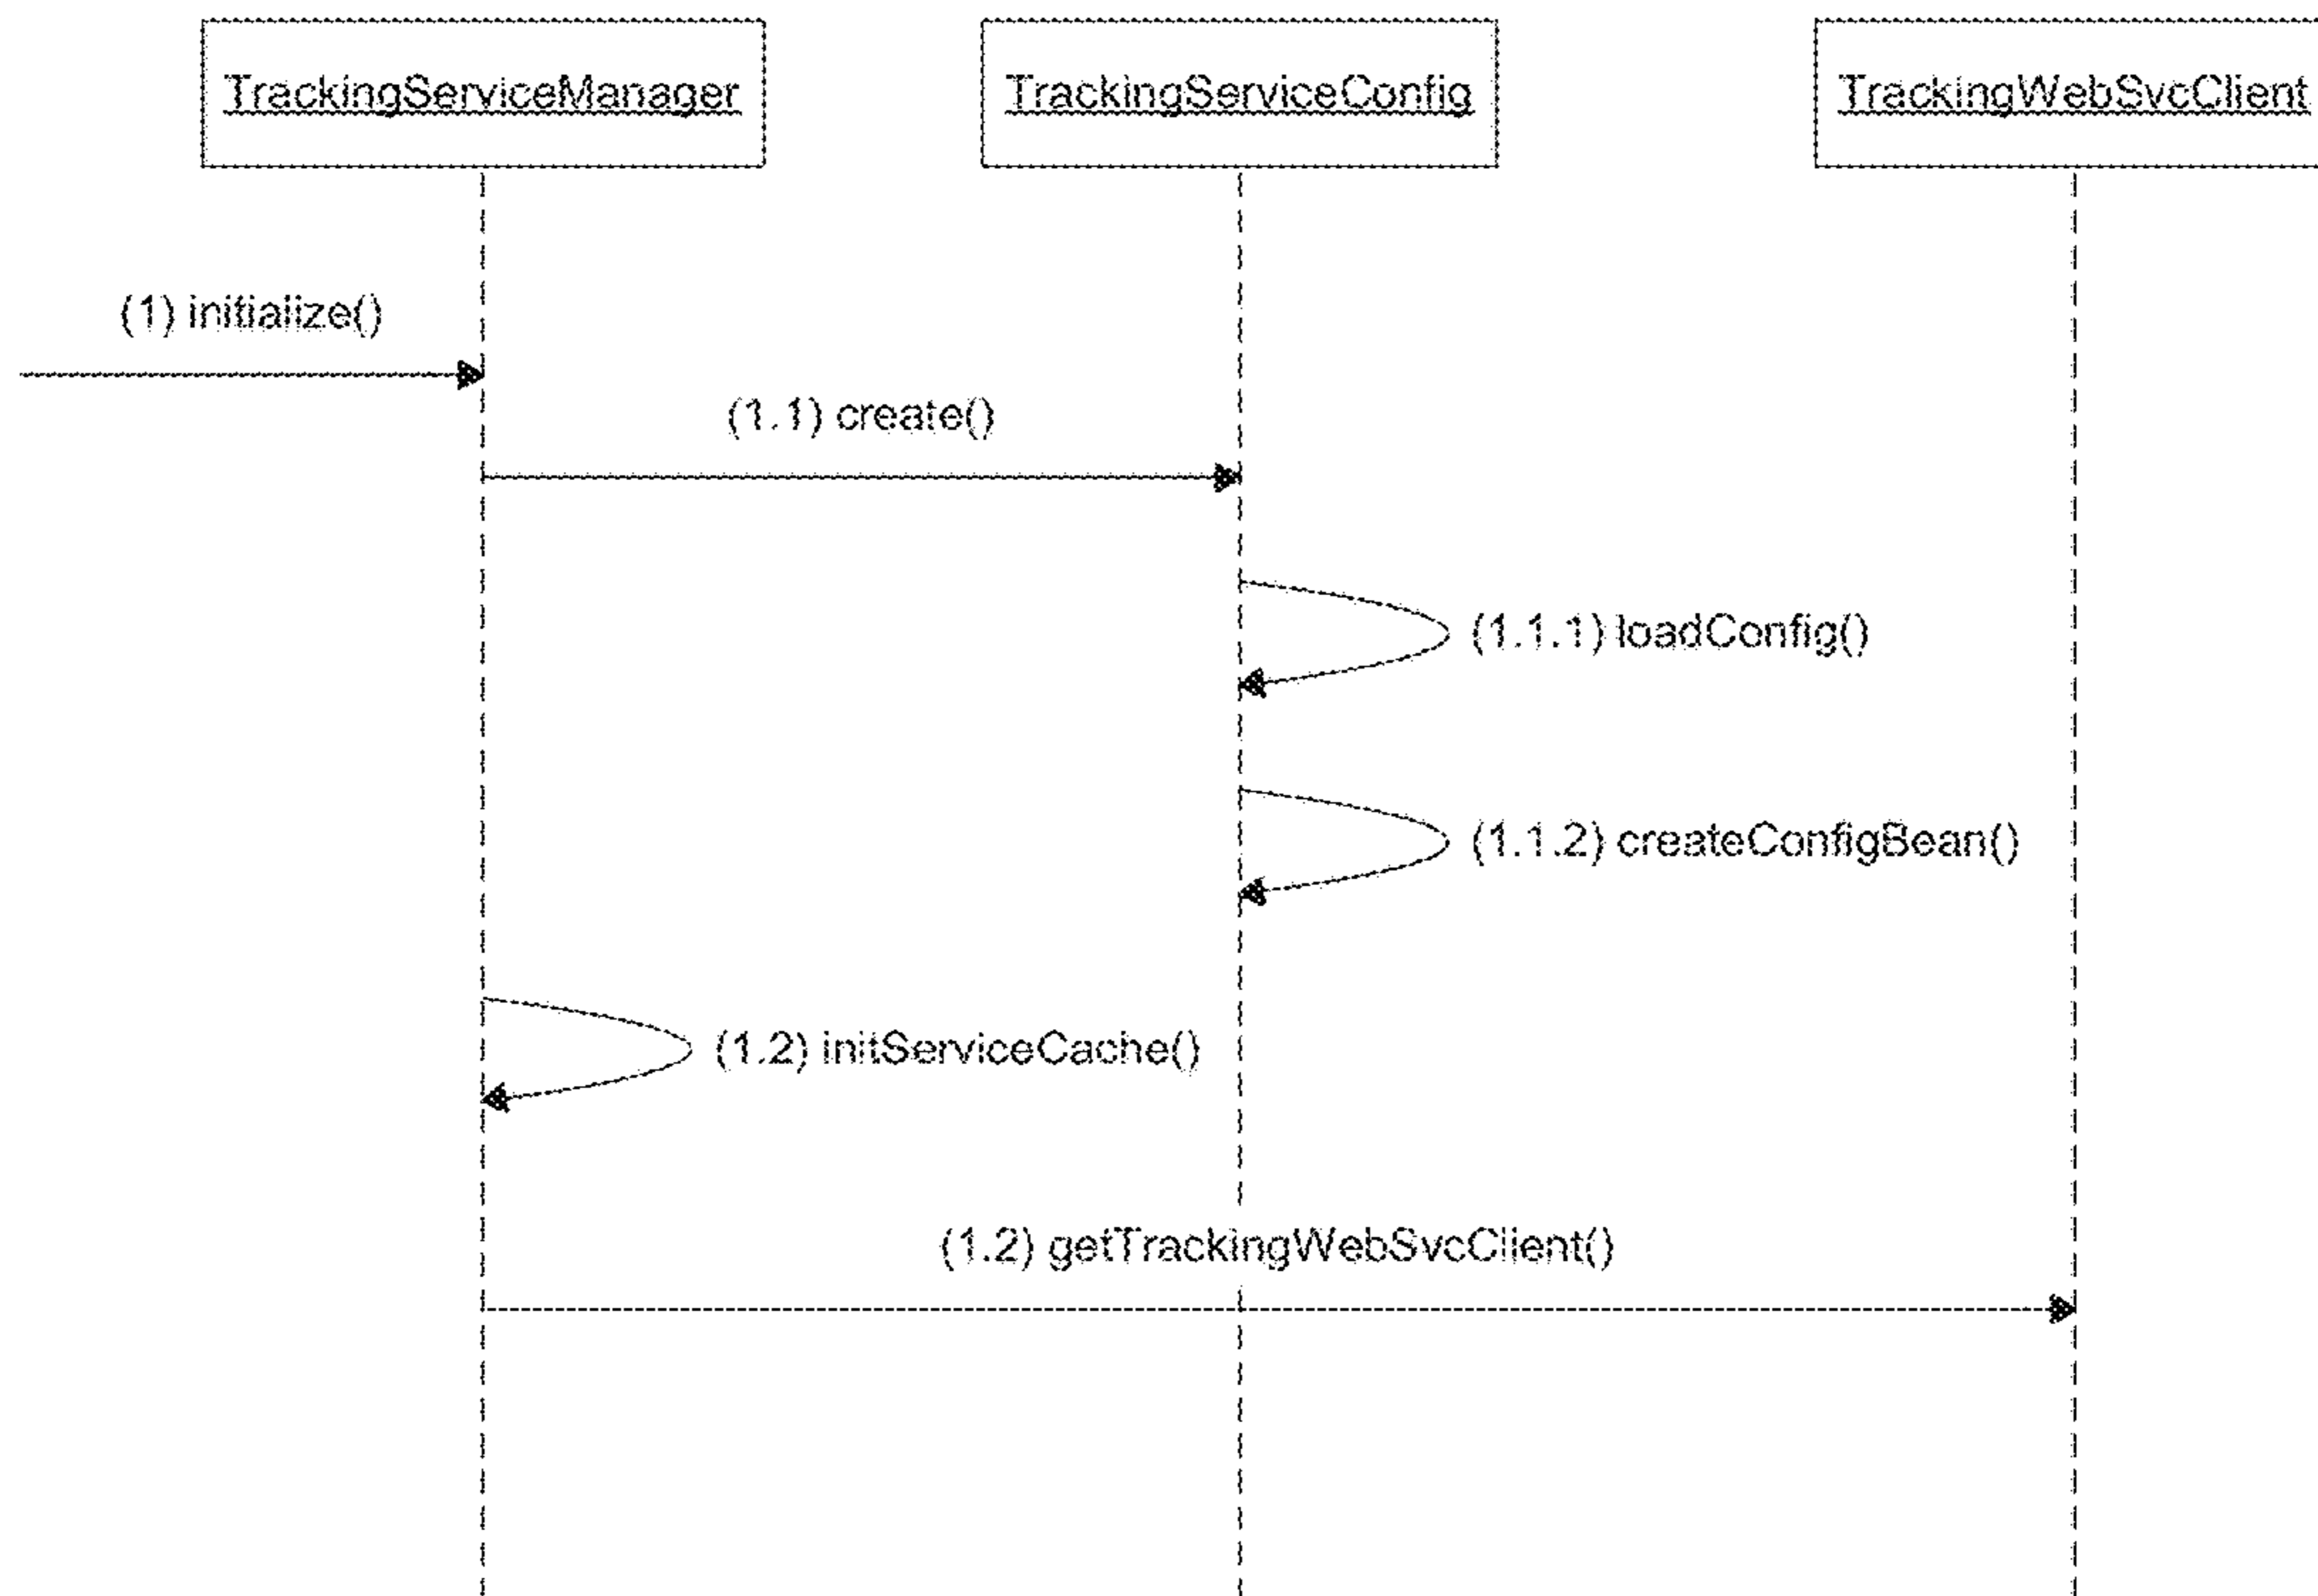 TrackingServiceManager TrackingServiceConfig TrackingWebSvcClient
(1) initialize()
(1.1) create()
(1.1.1) loadConfig()
(1.1.2) createConfigBean()
(1.2) initServiceCache()
(1.2) getTrackingWebSvcClient()